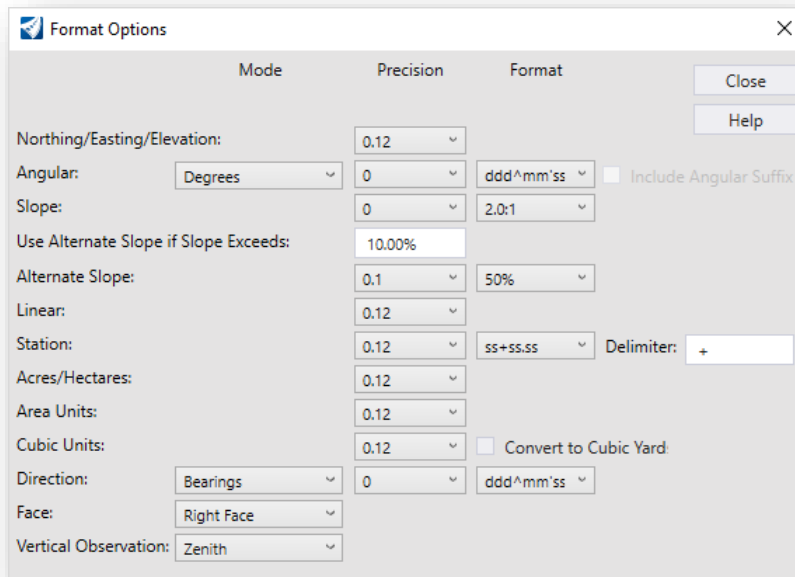 Format Options
Mode Precision Format
Close
Help
Northing/Easting/Elevation: 0.12
Angular: Degrees 0 ddd^mm'ss Include Angular Suffix
Slope: 0 2.0:1
Use Alternate Slope if Slope Exceeds: 10.00%
Alternate Slope: 0.1 50%
Linear: 0.12
Station: 0.12 ss+ss.ss Delimiter: +
Acres/Hectares: 0.12
Area Units: 0.12
Cubic Units: 0.12 Convert to Cubic Yard
Direction: Bearings 0 ddd^mm'ss
Face: Right Face
Vertical Observation: Zenith